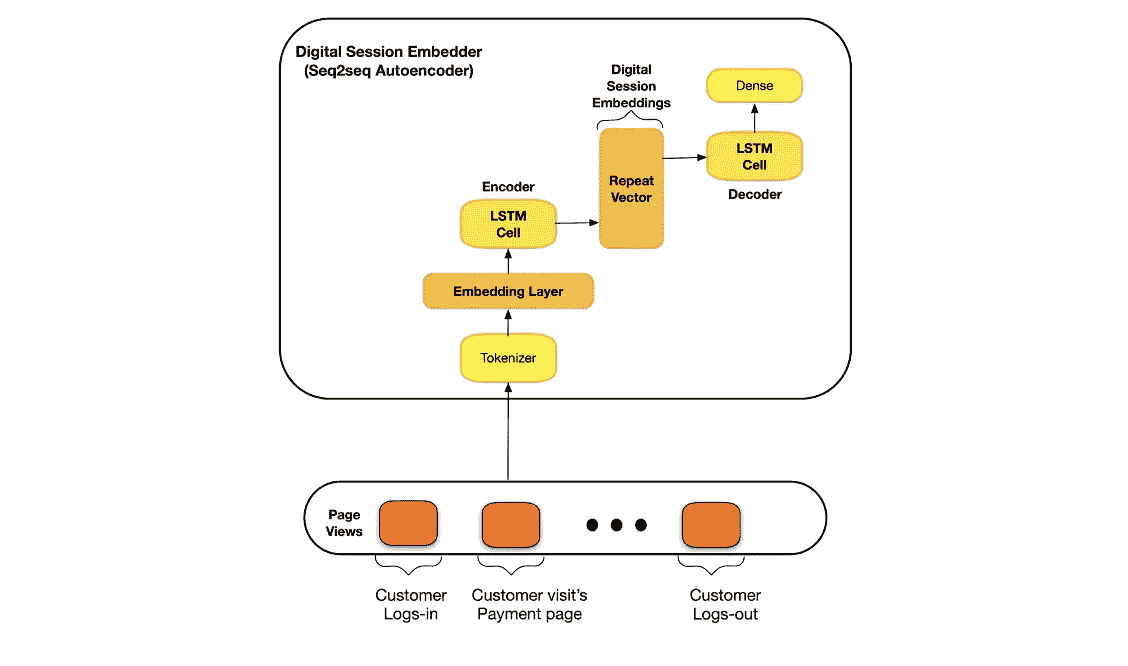 Digital Session Embedder
(Seq2seq Autoencoder)
Digital
Session
Embeddings
Dense
LSTM
Cell
Decoder
Repeat
Vector
Encoder
LSTM
Cell
Embedding Layer
Tokenizer
Page
Views
Customer
Logs-in
Customer visit's
Payment page
Customer
Logs-out